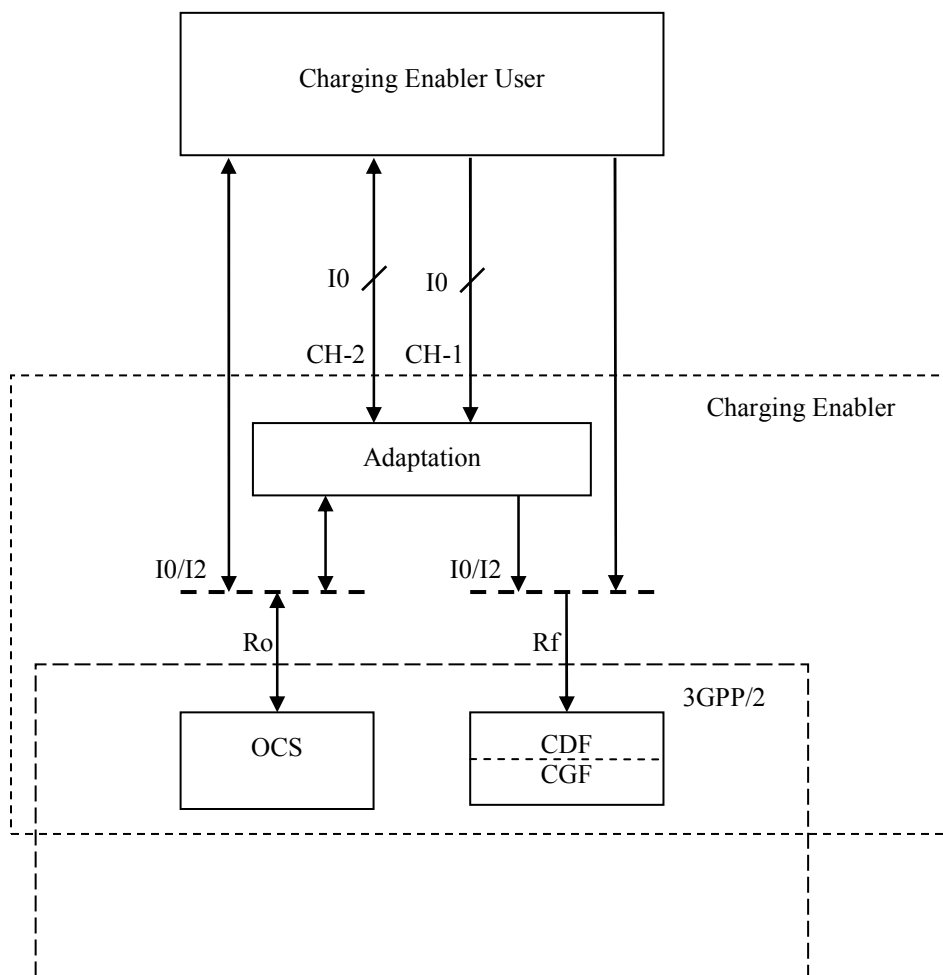 Charging Enabler User
I0
I0
CH-2
CH-1
Charging Enabler
Adaptation
I0/I2
I0/I2
Ro
Rf
3GPP/2
OCS
CDF
CGF